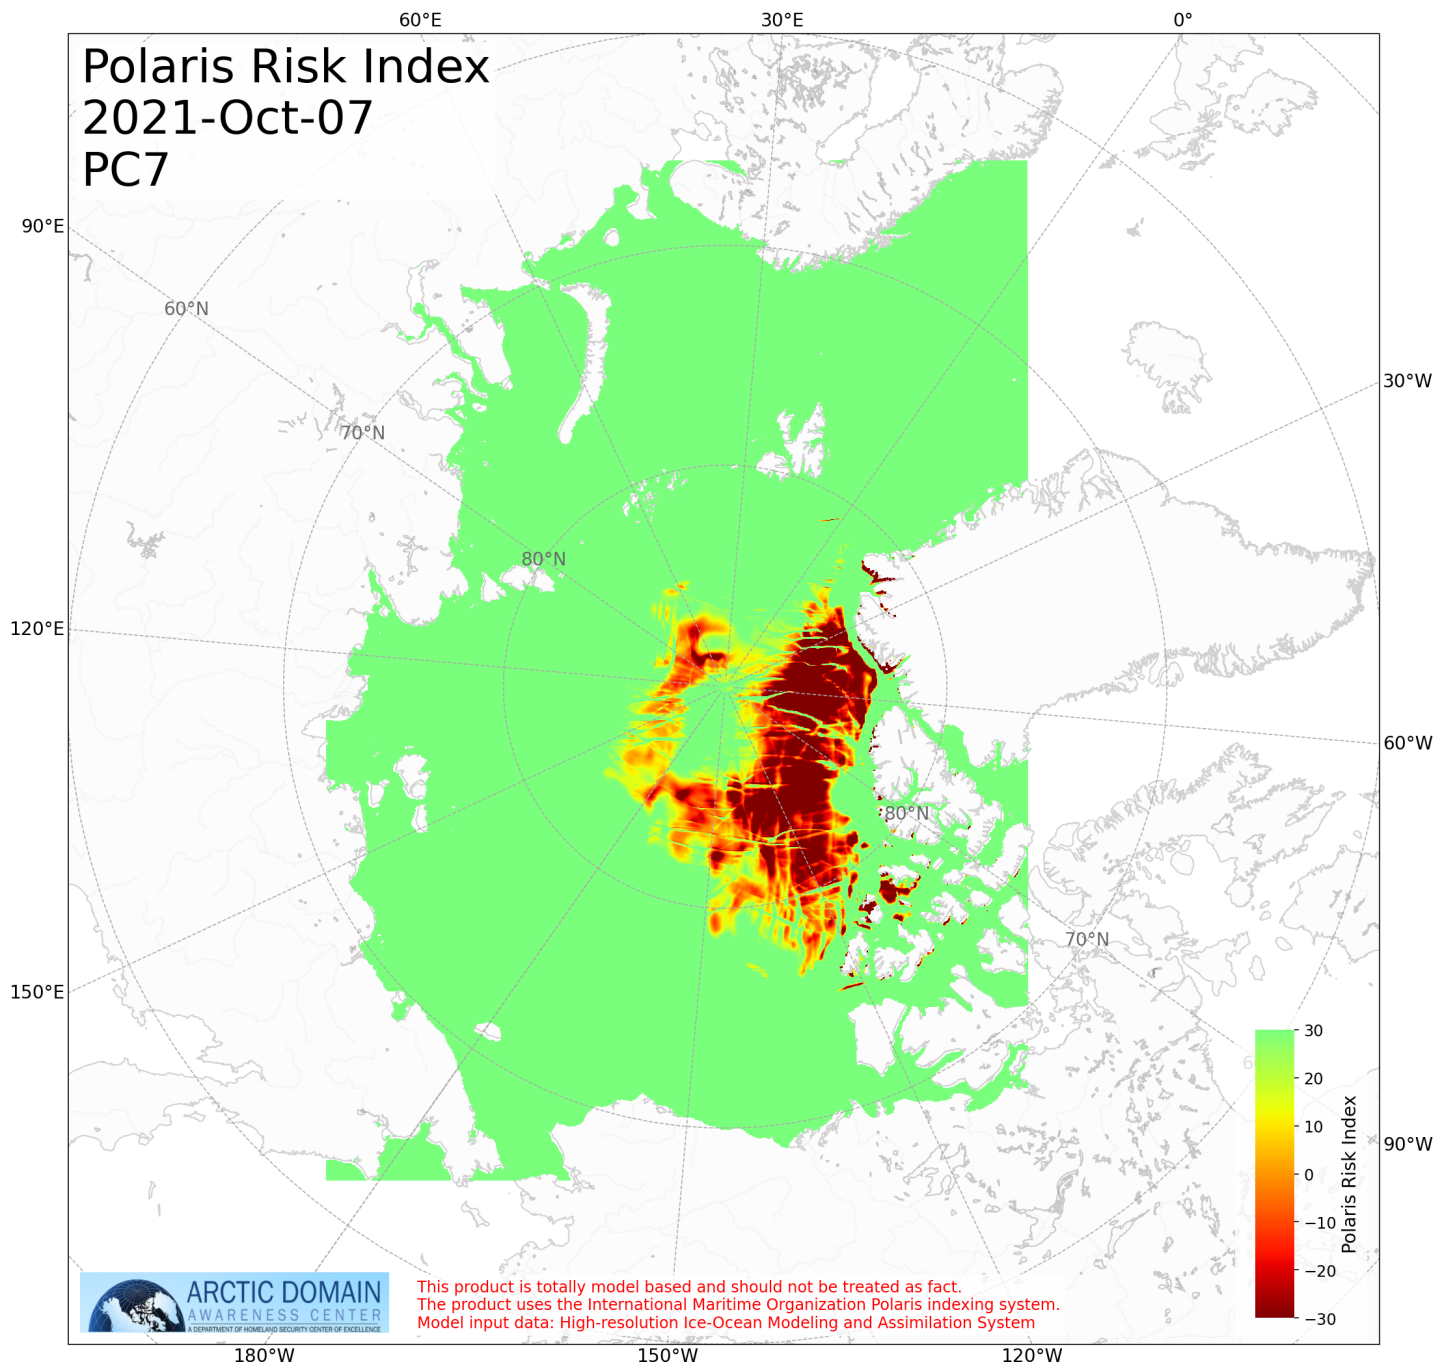 60°E 30°E 0°
Polaris Risk Index
2021-Oct-07
PC7
90°E
60°N
30°W
70°N
80°N
120°E
60°W
80°N
70°N
150°E
30
20
10
0
−10
−20
−30
Polaris Risk Index
90°W
ARCTIC DOMAIN
AWARENESS CENTER
A DEPARTMENT OF HOMELAND SECURITY CENTER OF EXCELLENCE
This product is totally model based and should not be treated as fact.
The product uses the International Maritime Organization Polaris indexing system.
Model input data: High-resolution Ice-Ocean Modeling and Assimilation System
180°W 150°W 120°W